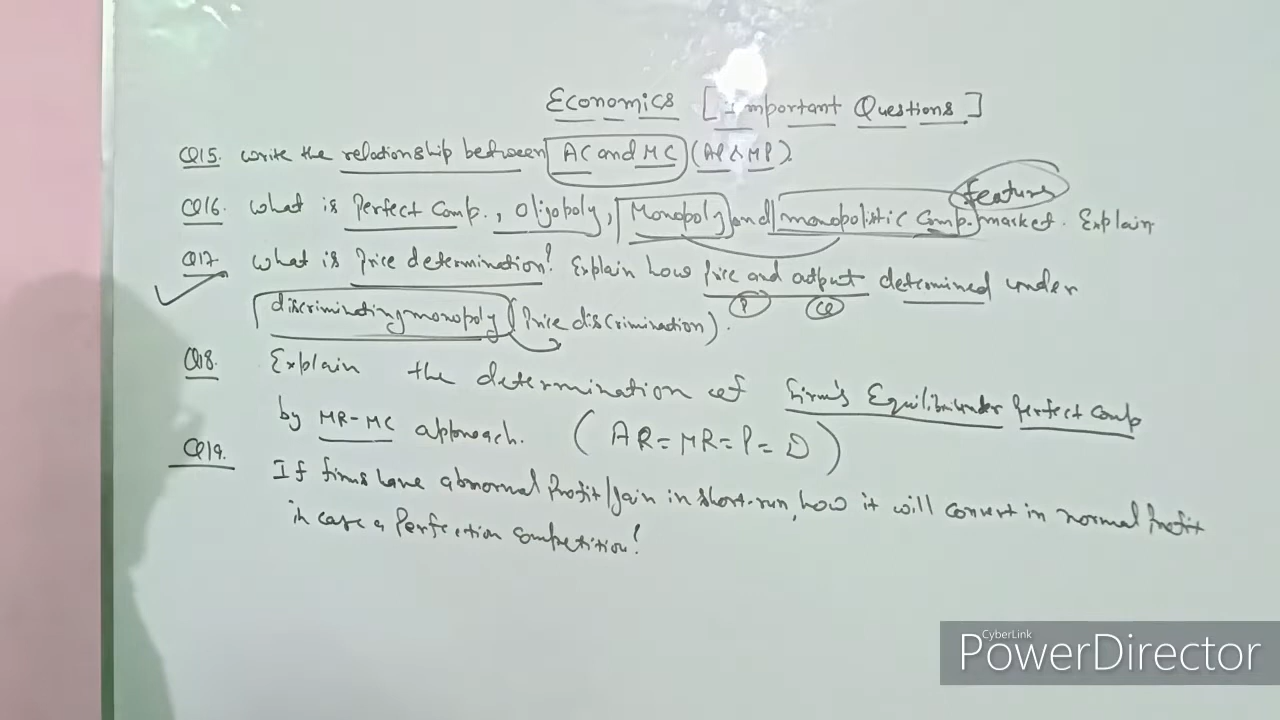 Economics [Important Questions]
Q15. Write the relationship between AC and MC (AP & MP).
feature
Q16. What is Perfect Comp., Oligopoly, Monopoly and monopolistic Comp. market. Explain
Q17. What is Price determination? Explain how Price and output determined under
P Q
discriminating monopoly (Price discrimination).
Q18. Explain the determination of firm's Equilibrium under Perfect Comp
by MR-MC approach. (AR=MR=P=D)
Q19.
If firms have abnormal Profit/gain in short-run, how it will convert in normal Profit
in case of Perfection competition?
CyberLink
PowerDirector